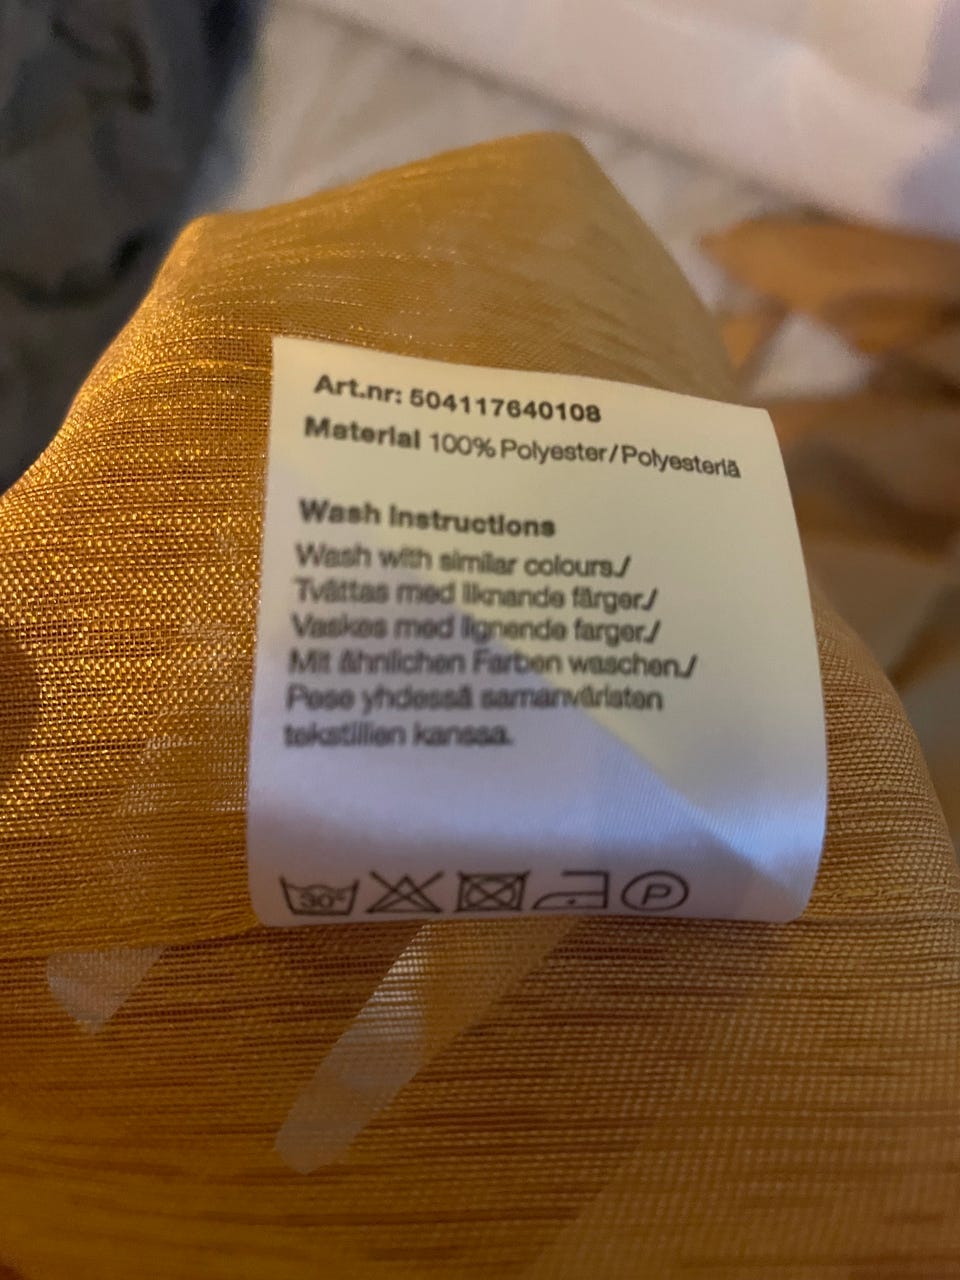 Art.nr: 504117640108
Material 100% Polyester/Polyesteriä
Wash Instructions
Wash with similar colours./
Tvättas med liknande färger./
Vaskes med lignende farger./
Mit ähnlichen Farben waschen./
Pese yhdessä samanväristen
tekstiilien kanssa.
30° P